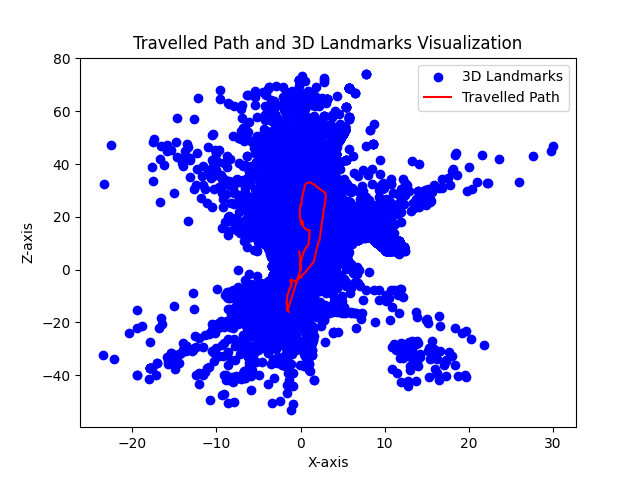 Travelled Path and 3D Landmarks Visualization
3D Landmarks
Travelled Path
80
60
40
20
0
−20
−40
Z-axis
−20
−10
0
10
20
30
X-axis